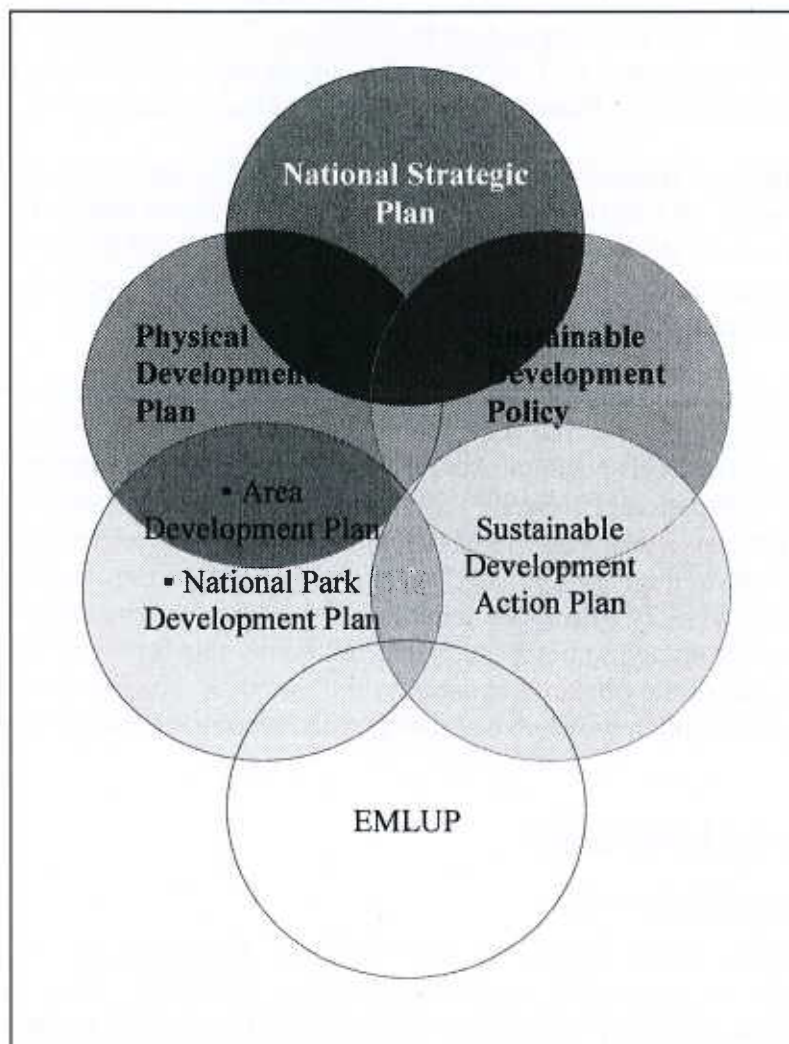 National Strategic
Plan
Physical
Development
Plan
Sustainable
Development
Policy
▪ Area
Development Plan
▪ National Park
Development Plan
Sustainable
Development
Action Plan
EMLUP